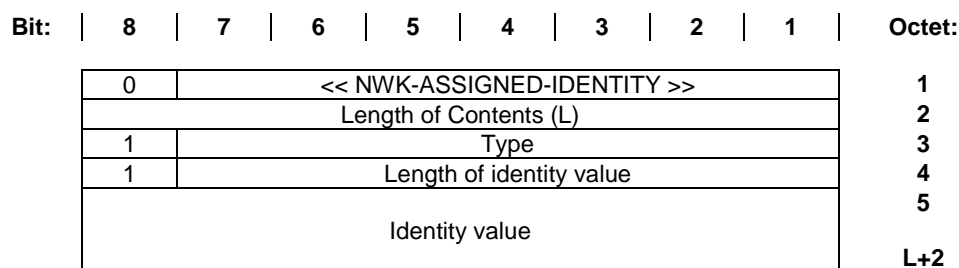 Bit: 8 7 6 5 4 3 2 1 Octet:
0 << NWK-ASSIGNED-IDENTITY >> 1
Length of Contents (L) 2
1 Type 3
1 Length of identity value 4
5
Identity value
L+2